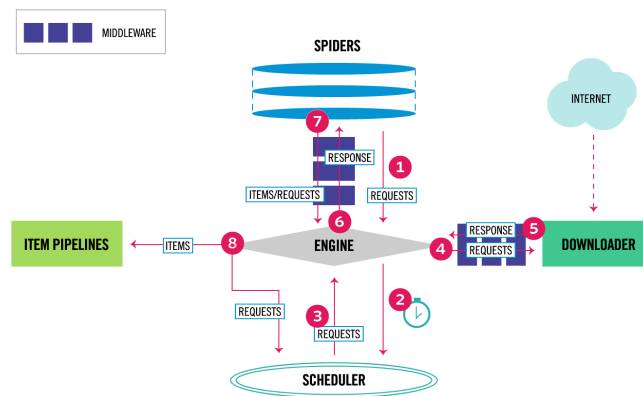 MIDDLEWARE
SPIDERS
INTERNET
7
RESPONSE
1
ITEMS/REQUESTS
REQUESTS
6
RESPONSE
5
ITEM PIPELINES
ITEMS
8
ENGINE
4
REQUESTS
DOWNLOADER
2
REQUESTS
3
REQUESTS
SCHEDULER